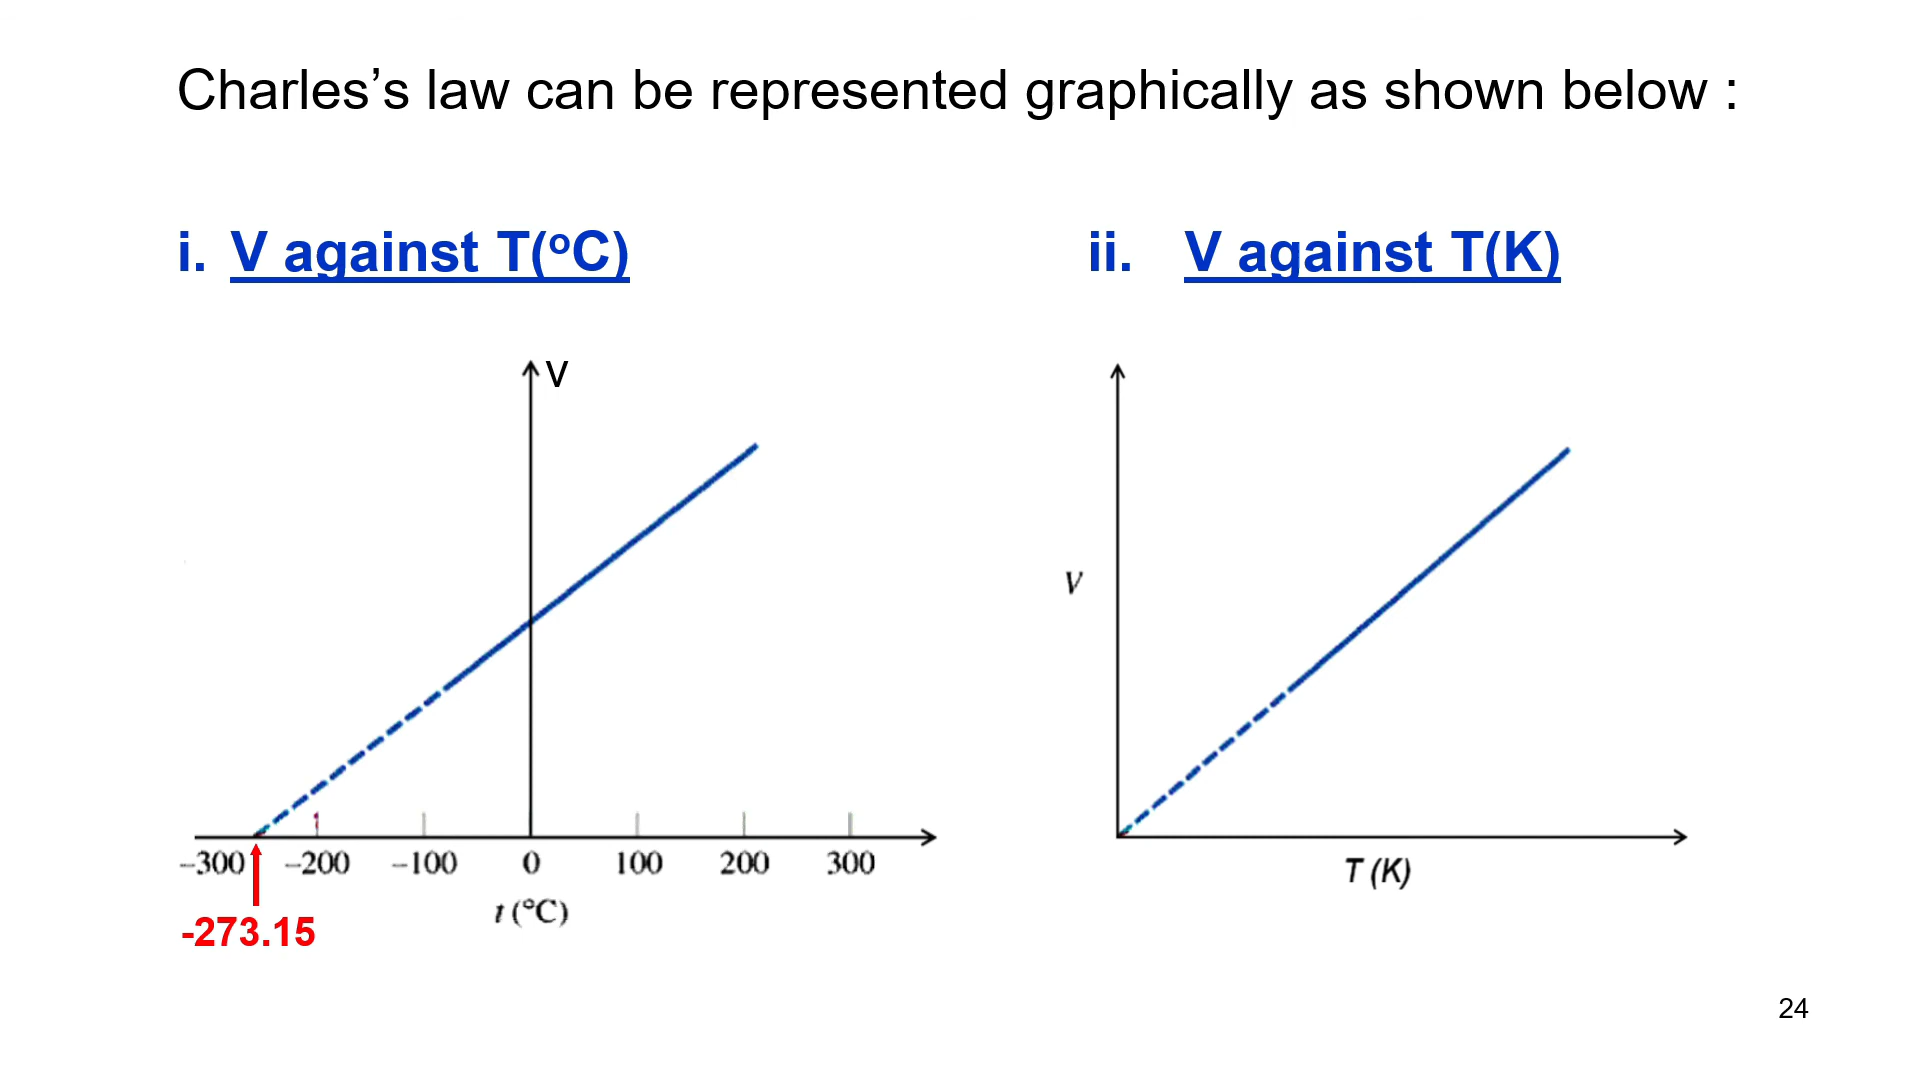 Charles’s law can be represented graphically as shown below :
i. V against T(oC)
ii. V against T(K)
V
–300 –200 –100 0 100 200 300
t (°C)
-273.15
V
T (K)
24